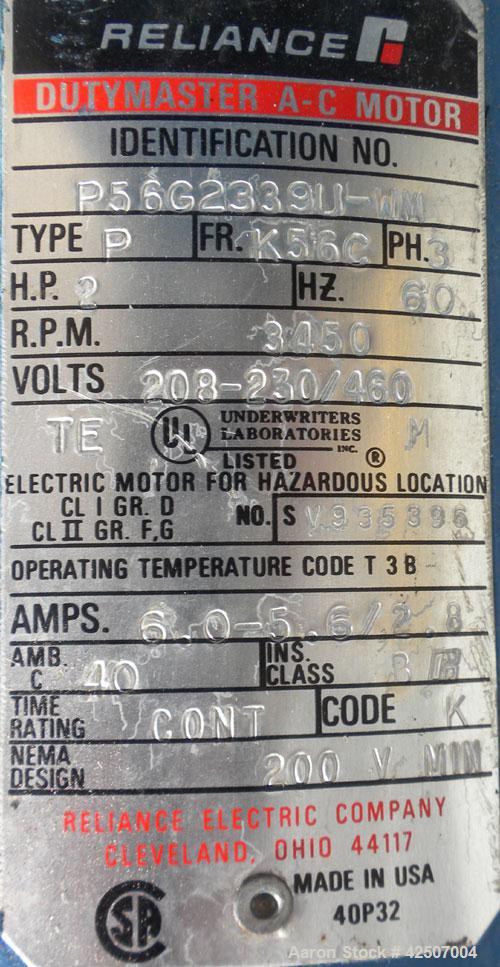 RELIANCE
DUTYMASTER A-C MOTOR
IDENTIFICATION NO.
P56G2339U-WM
TYPE P FR. K56C PH. 3
H.P. 2 HZ. 60
R.P.M. 3450
VOLTS 208-230/460
TE UL UNDERWRITERS LABORATORIES INC. M
LISTED ®
ELECTRIC MOTOR FOR HAZARDOUS LOCATION
CL I GR. D
CL II GR. F,G NO. S V935396
OPERATING TEMPERATURE CODE T 3 B
AMPS. 6.0-5.6/2.8
AMB. C 40 INS. CLASS B
TIME RATING CONT CODE K
NEMA DESIGN 200 V MIN
RELIANCE ELECTRIC COMPANY
CLEVELAND, OHIO 44117
MADE IN USA
40P32
Aaron Stock # 42507004